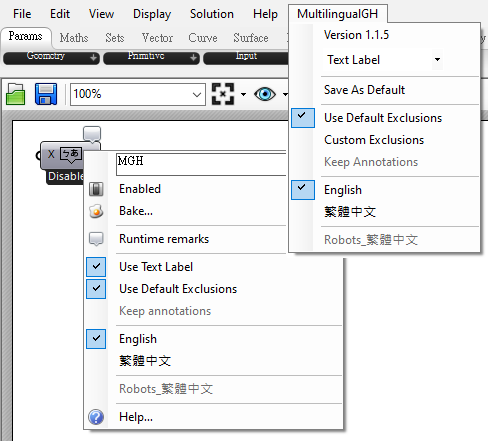 File Edit View Display Solution Help MultilingualGH
Params Maths Sets Vector Curve Surface
Geometry Primitive Input
100%
Version 1.1.5
Text Label
Save As Default
Use Default Exclusions
Custom Exclusions
Keep Annotations
English
繁體中文
Robots_繁體中文
X ㄅあ
Disable
MGH
Enabled
Bake...
Runtime remarks
Use Text Label
Use Default Exclusions
Keep annotations
English
繁體中文
Robots_繁體中文
Help...